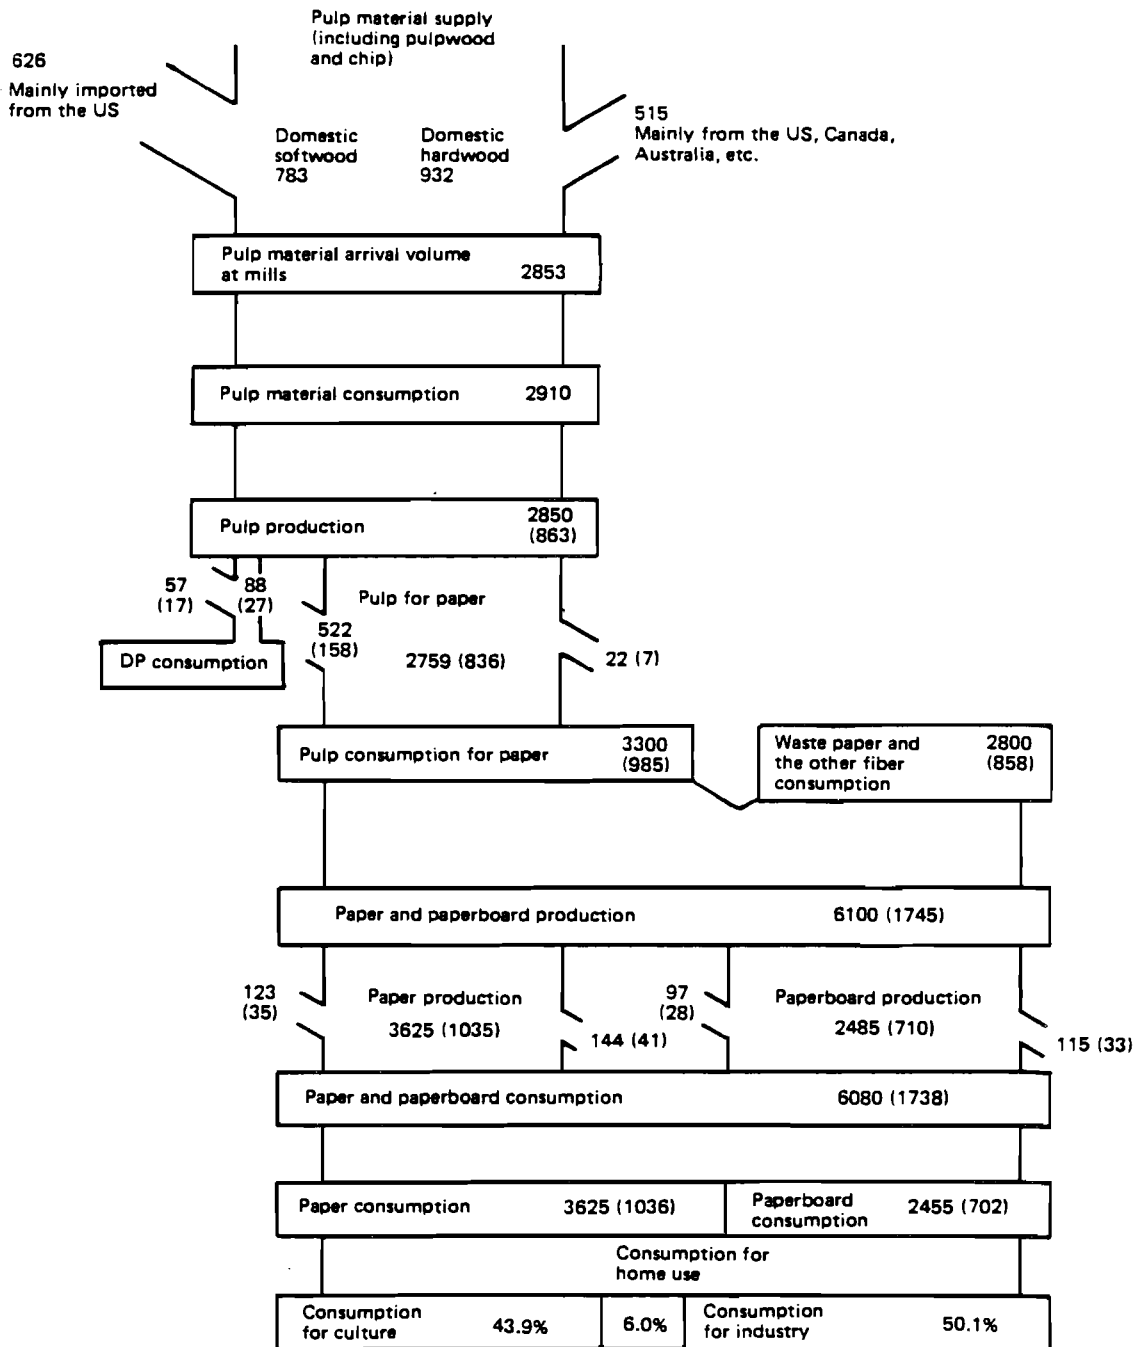 Pulp material supply
(including pulpwood
and chip)
626
Mainly imported
from the US
515
Mainly from the US, Canada,
Australia, etc.
Domestic
softwood
783
Domestic
hardwood
932
Pulp material arrival volume
at mills
2853
Pulp material consumption 2910
Pulp production
2850
(863)
57
(17)
88
(27)
Pulp for paper
522
(158)
2759 (836)
22 (7)
DP consumption
Pulp consumption for paper
3300
(985)
Waste paper and
the other fiber
consumption
2800
(858)
Paper and paperboard production 6100 (1745)
123
(35)
Paper production
3625 (1035)
144 (41)
97
(28)
Paperboard production
2485 (710)
115 (33)
Paper and paperboard consumption 6080 (1738)
Paper consumption 3625 (1036)
Paperboard
consumption
2455 (702)
Consumption for
home use
Consumption
for culture
43.9%
6.0%
Consumption
for industry
50.1%